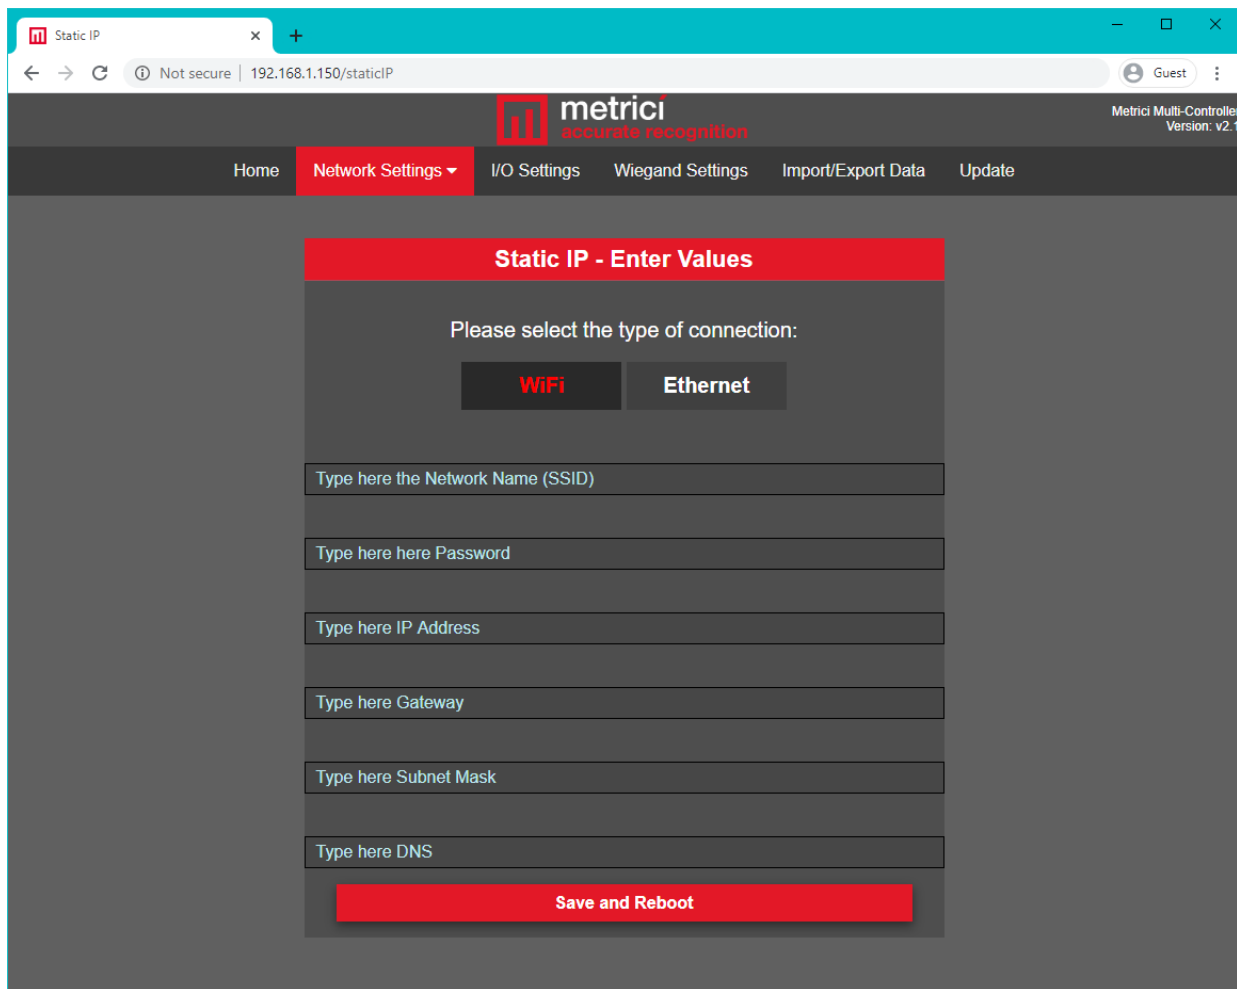 Static IP
Not secure | 192.168.1.150/staticIP
Guest
metrici
accurate recognition
Metrici Multi-Controller
Version: v2.1
Home Network Settings I/O Settings Wiegand Settings Import/Export Data Update
Static IP - Enter Values
Please select the type of connection:
WiFi Ethernet
Type here the Network Name (SSID)
Type here here Password
Type here IP Address
Type here Gateway
Type here Subnet Mask
Type here DNS
Save and Reboot